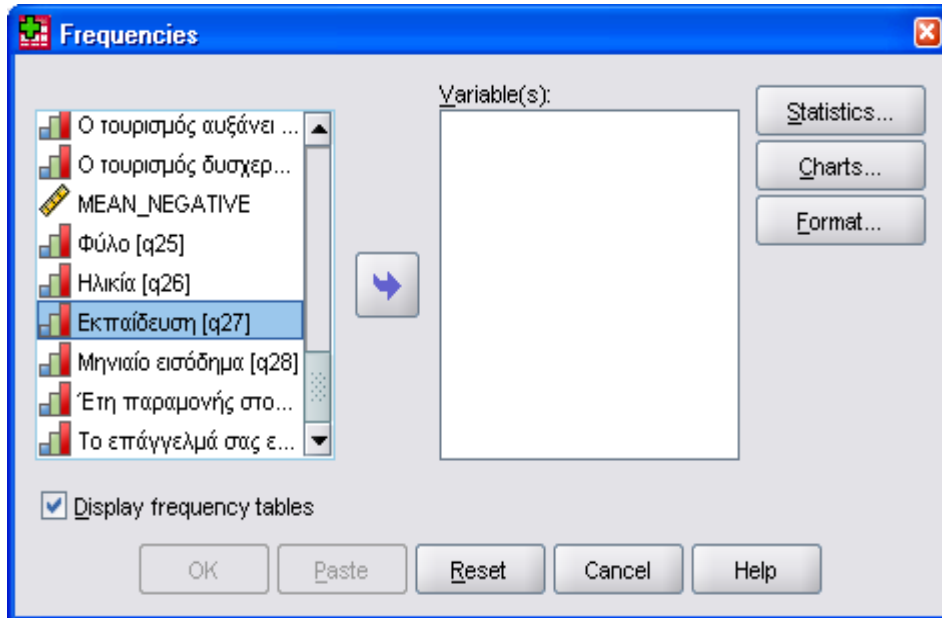 Frequencies
Variable(s):
Ο τουρισμός αυξάνει ...
Ο τουρισμός δυσχερ...
MEAN_NEGATIVE
Φύλο [q25]
Ηλικία [q26]
Εκπαίδευση [q27]
Μηνιαίο εισόδημα [q28]
Έτη παραμονής στο...
Το επάγγελμά σας ε...
Statistics...
Charts...
Format...
Display frequency tables
OK Paste Reset Cancel Help